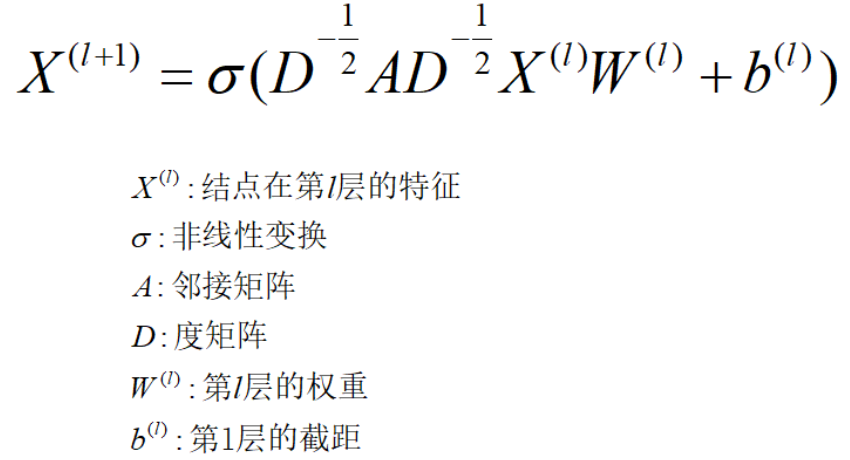 X^{(l+1)} = σ(D^{-\frac{1}{2}} A D^{-\frac{1}{2}} X^{(l)} W^{(l)} + b^{(l)})
X^{(l)}:结点在第l层的特征
σ:非线性变换
A:邻接矩阵
D:度矩阵
W^{(l)}:第l层的权重
b^{(l)}:第1层的截距